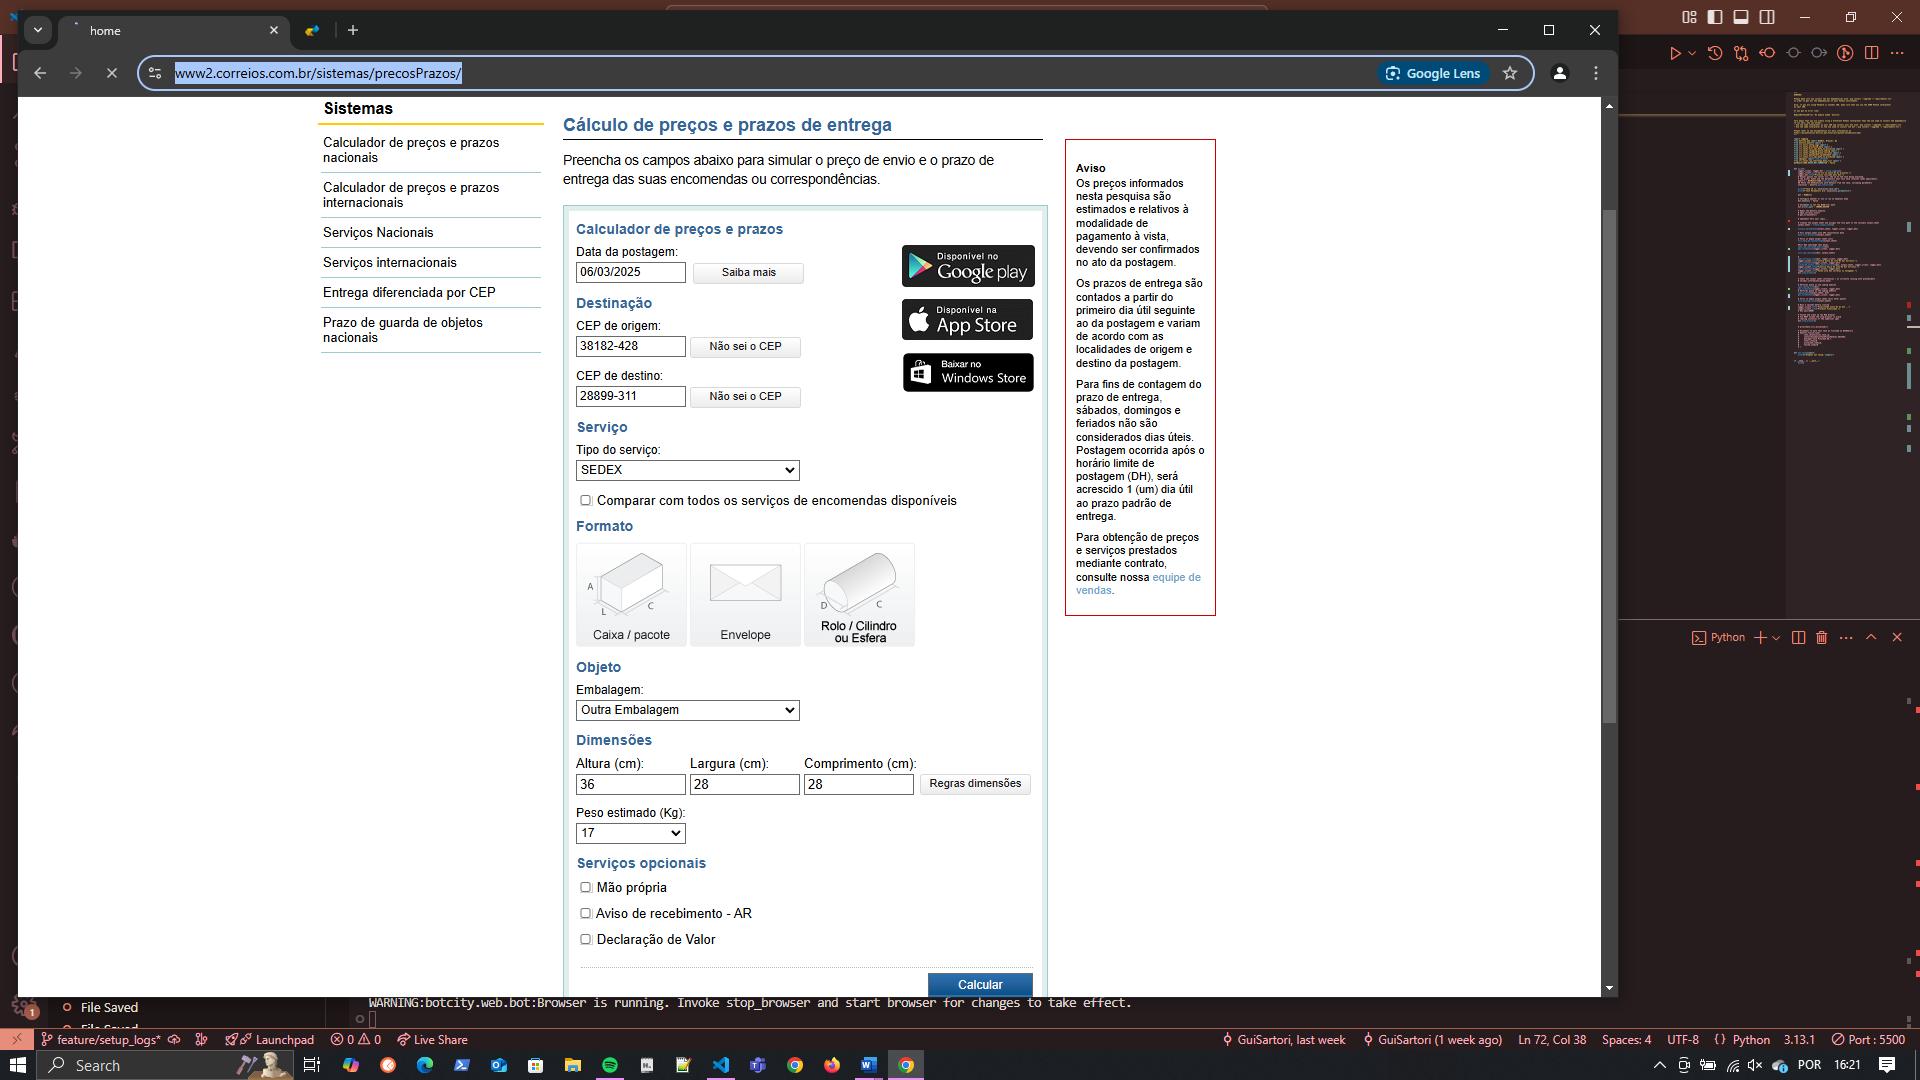 home
www2.correios.com.br/sistemas/precosPrazos/
Google Lens
Sistemas
Calculador de preços e prazos
nacionais
Calculador de preços e prazos
internacionais
Serviços Nacionais
Serviços internacionais
Entrega diferenciada por CEP
Prazo de guarda de objetos
nacionais
Cálculo de preços e prazos de entrega
Preencha os campos abaixo para simular o preço de envio e o prazo de
entrega das suas encomendas ou correspondências.
Calculador de preços e prazos
Data da postagem:
06/03/2025
Saiba mais
Disponível no
Google play
Destinação
CEP de origem:
38182-428
Não sei o CEP
Disponível na
App Store
CEP de destino:
28899-311
Não sei o CEP
Baixar no
Windows Store
Serviço
Tipo do serviço:
SEDEX
Comparar com todos os serviços de encomendas disponíveis
Formato
A
L
C
Caixa / pacote
Envelope
D
C
Rolo / Cilindro
ou Esfera
Objeto
Embalagem:
Outra Embalagem
Dimensões
Altura (cm):
Largura (cm):
Comprimento (cm):
36
28
28
Regras dimensões
Peso estimado (Kg):
17
Serviços opcionais
Mão própria
Aviso de recebimento - AR
Declaração de Valor
Calcular
Aviso
Os preços informados
nesta pesquisa são
estimados e relativos à
modalidade de
pagamento à vista,
devendo ser confirmados
no ato da postagem.
Os prazos de entrega são
contados a partir do
primeiro dia útil seguinte
ao da postagem e variam
de acordo com as
localidades de origem e
destino da postagem.
Para fins de contagem do
prazo de entrega,
sábados, domingos e
feriados não são
considerados dias úteis.
Postagem ocorrida após o
horário limite de
postagem (DH), será
acrescido 1 (um) dia útil
ao prazo padrão de
entrega.
Para obtenção de preços
e serviços prestados
mediante contrato,
consulte nossa equipe de
vendas.
Python
File Saved
File Saved
WARNING:botcity.web.bot:Browser is running. Invoke stop_browser and start browser for changes to take effect.
1
feature/setup_logs*
Launchpad
0
0
Live Share
GuiSartori, last week
GuiSartori (1 week ago)
Ln 72, Col 38
Spaces: 4
UTF-8
{} Python
3.13.1
Port : 5500
Search
POR
16:21